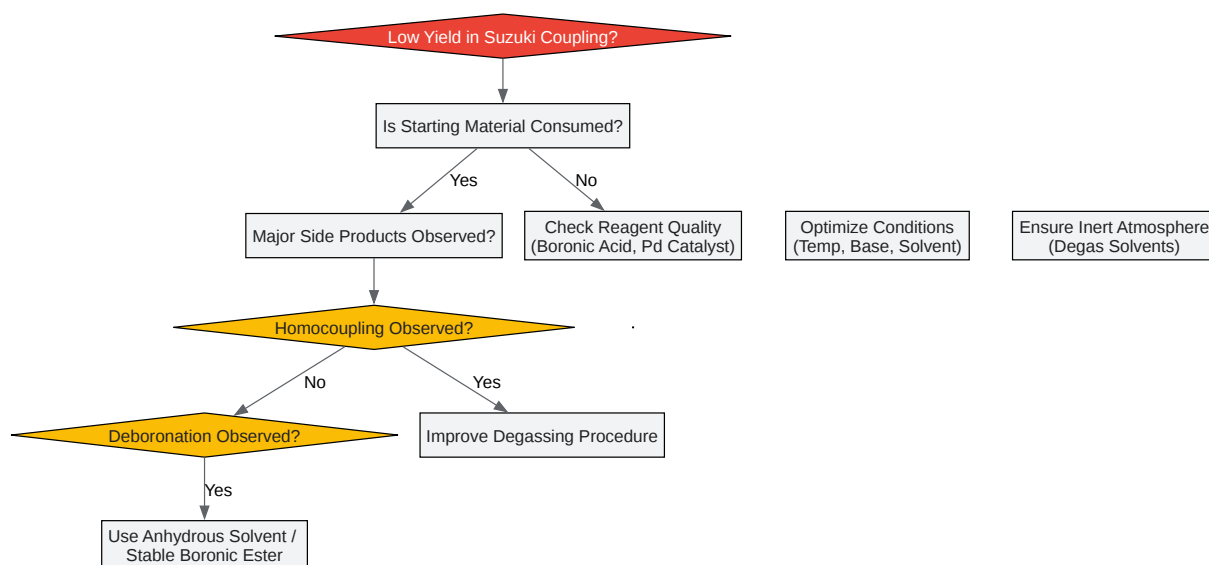 Low Yield in Suzuki Coupling?
Is Starting Material Consumed?
Yes
No
Major Side Products Observed?
Check Reagent Quality
(Boronic Acid, Pd Catalyst)
Optimize Conditions
(Temp, Base, Solvent)
Ensure Inert Atmosphere
(Degas Solvents)
Homocoupling Observed?
No
Yes
Deboronation Observed?
Improve Degassing Procedure
Yes
Use Anhydrous Solvent /
Stable Boronic Ester